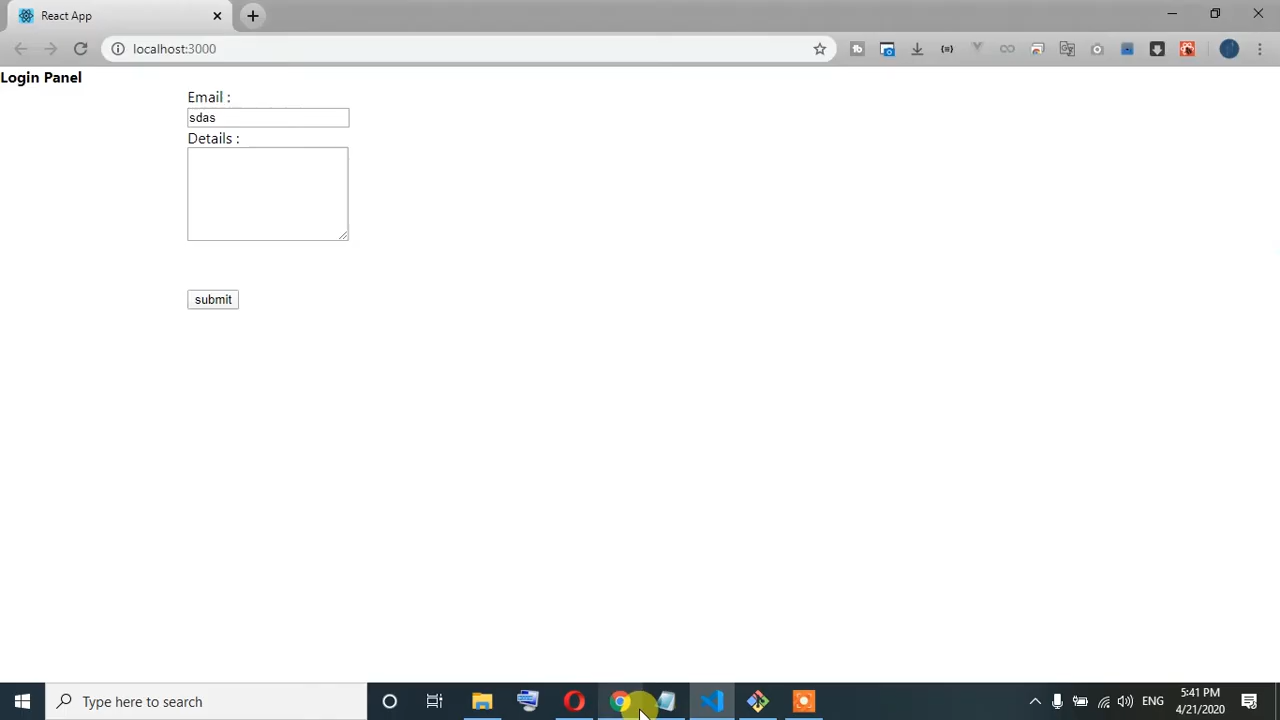 React App
localhost:3000
Login Panel
Email :
sdas
Details :
submit
Type here to search
ENG
5:41 PM
4/21/2020